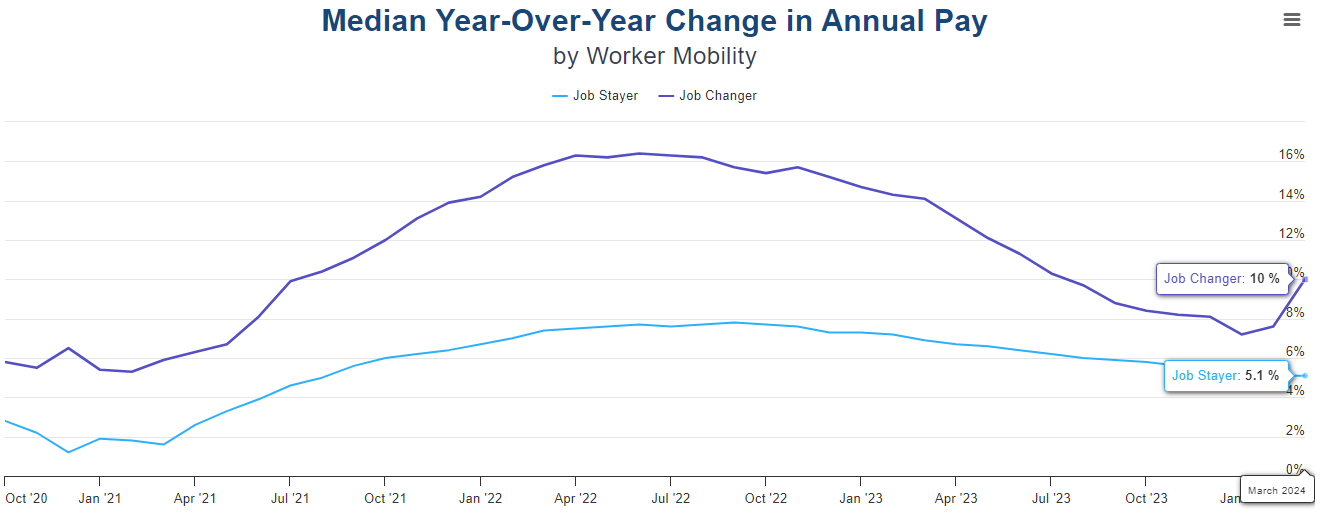 Median Year-Over-Year Change in Annual Pay
by Worker Mobility
Job Stayer Job Changer
16%
14%
12%
Job Changer: 10 %
0%
8%
6%
Job Stayer: 5.1 %
4%
2%
0%
Oct '20 Jan '21 Apr '21 Jul '21 Oct '21 Jan '22 Apr '22 Jul '22 Oct '22 Jan '23 Apr '23 Jul '23 Oct '23 Jan
March 2024